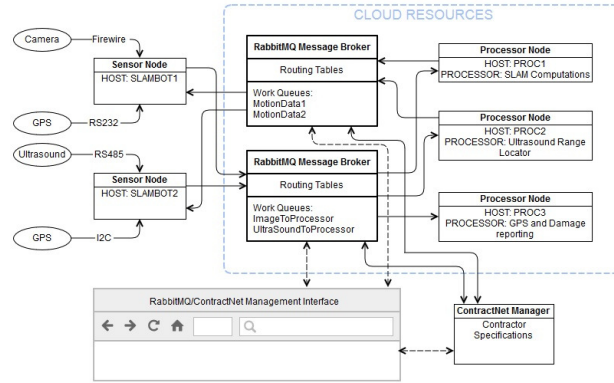 CLOUD RESOURCES
Camera
Firewire
Sensor Node
HOST: SLAMBOT1
GPS
RS232
Ultrasound
RS485
Sensor Node
HOST: SLAMBOT2
GPS
I2C
RabbitMQ Message Broker
Routing Tables
Work Queues:
MotionData1
MotionData2
RabbitMQ Message Broker
Routing Tables
Work Queues:
ImageToProcessor
UltraSoundToProcessor
Processor Node
HOST: PROC1
PROCESSOR: SLAM Computations
Processor Node
HOST: PROC2
PROCESSOR: Ultrasound Range
Locator
Processor Node
HOST: PROC3
PROCESSOR: GPS and Damage
reporting
RabbitMQ/ContractNet Management Interface
ContractNet Manager
Contractor
Specifications